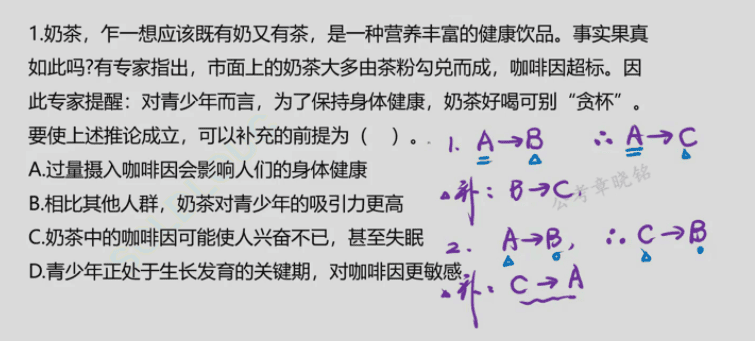 1.奶茶，乍一想应该既有奶又有茶，是一种营养丰富的健康饮品。事实果真
如此吗?有专家指出，市面上的奶茶大多由茶粉勾兑而成，咖啡因超标。因
此专家提醒：对青少年而言，为了保持身体健康，奶茶好喝可别“贪杯”。
要使上述推论成立，可以补充的前提为（ ）。
1. A→B ∴ A→C
A.过量摄入咖啡因会影响人们的身体健康
补：B→C.
公考章晓铭
B.相比其他人群，奶茶对青少年的吸引力更高
C.奶茶中的咖啡因可能使人兴奋不已，甚至失眠
2. A→B, ∴ C→B
D.青少年正处于生长发育的关键期，对咖啡因更敏感
补：C→A